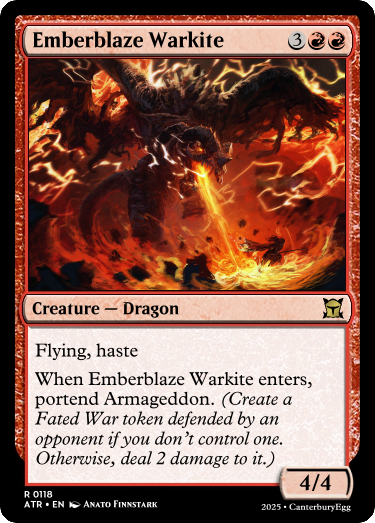 Emberblaze Warkite 3
Creature — Dragon
Flying, haste
When Emberblaze Warkite enters,
portend Armageddon. (Create a
Fated War token defended by an
opponent if you don't control one.
Otherwise, deal 2 damage to it.)
4/4
R 0118
ATR • EN Anato Finnstark
2025 • CanterburyEgg